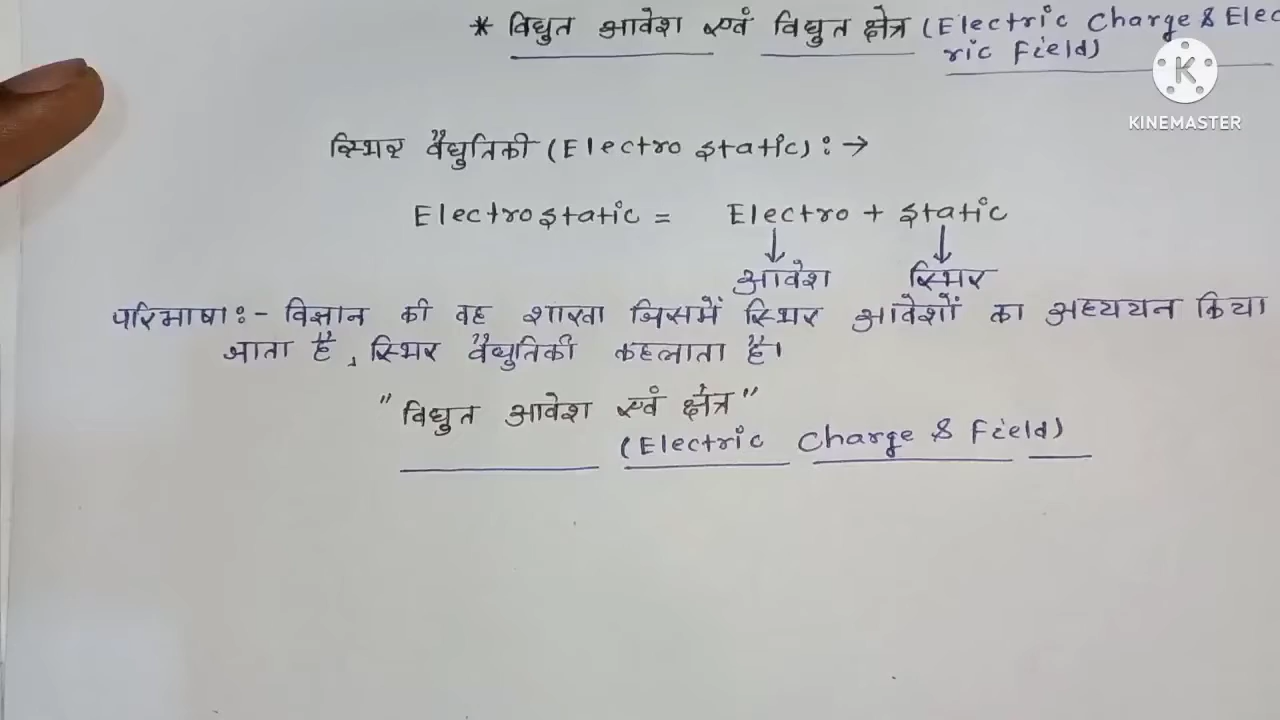 * विद्युत आवेश एवं विद्युत क्षेत्र (Electric Charge & Elec
ric Field)
KINEMASTER
स्थिर वैद्युतिकी (Electro static) : →
Electrostatic = Electro + static
आवेश स्थिर
परिभाषा :- विज्ञान की वह शाखा जिसमें स्थिर आवेशों का अध्ययन किया
जाता है, स्थिर वैद्युतिकी कहलाता है।
"विद्युत आवेश एवं क्षेत्र"
(Electric Charge & Field)